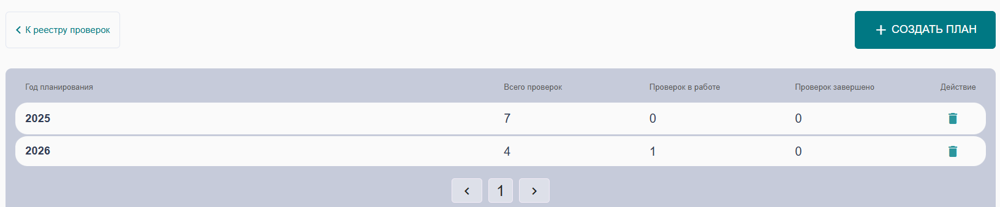 К реестру проверок
СОЗДАТЬ ПЛАН
Год планирования Всего проверок Проверок в работе Проверок завершено Действие
2025 7 0 0
2026 4 1 0
1